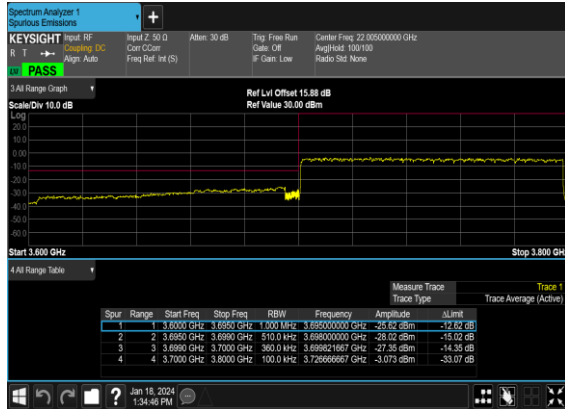 Spectrum Analyzer 1
Spurious Emissions
+
KEYSIGHT Input: RF Input Z: 50 Ω Atten: 30 dB Trig: Free Run Center Freq: 22.005000000 GHz
R T Coupling: DC Corr CCorr Gate: Off Avg|Hold: 100/100
Align: Auto Freq Ref: Int (S) IF Gain: Low Radio Std: None
PASS
3 All Range Graph
Ref Lvl Offset 15.88 dB
Scale/Div 10.0 dB Ref Value 30.00 dBm
Log
20.0
10.0
0.00
-10.0
-20.0
-30.0
-40.0
-50.0
-60.0
Start 3.600 GHz Stop 3.800 GHz
4 All Range Table
Measure Trace Trace 1
Trace Type Trace Average (Active)
Spur Range Start Freq Stop Freq RBW Frequency Amplitude ΔLimit
1 1 3.6000 GHz 3.6950 GHz 1.000 MHz 3.695000000 GHz -25.62 dBm -12.62 dB
2 2 3.6950 GHz 3.6990 GHz 510.0 kHz 3.698000000 GHz -28.02 dBm -15.02 dB
3 3 3.6990 GHz 3.7000 GHz 360.0 kHz 3.699821667 GHz -27.35 dBm -14.35 dB
4 4 3.7000 GHz 3.8000 GHz 100.0 kHz 3.726666667 GHz -3.073 dBm -33.07 dB
?
Jan 18, 2024
1:34:46 PM